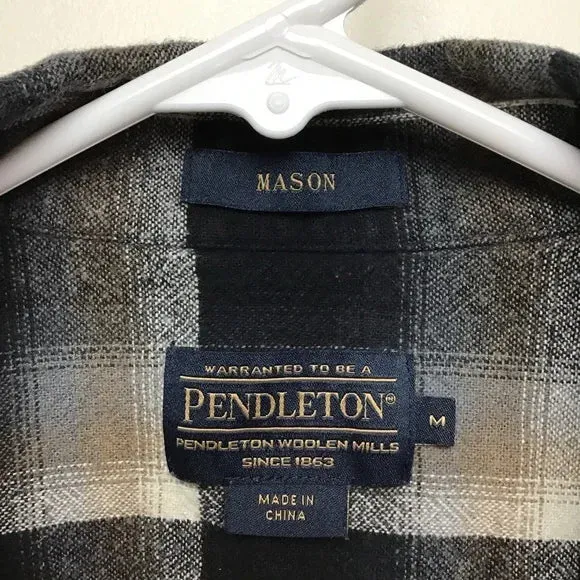 MASON
WARRANTED TO BE A
PENDLETON
PENDLETON WOOLEN MILLS
SINCE 1863
M
MADE IN
CHINA